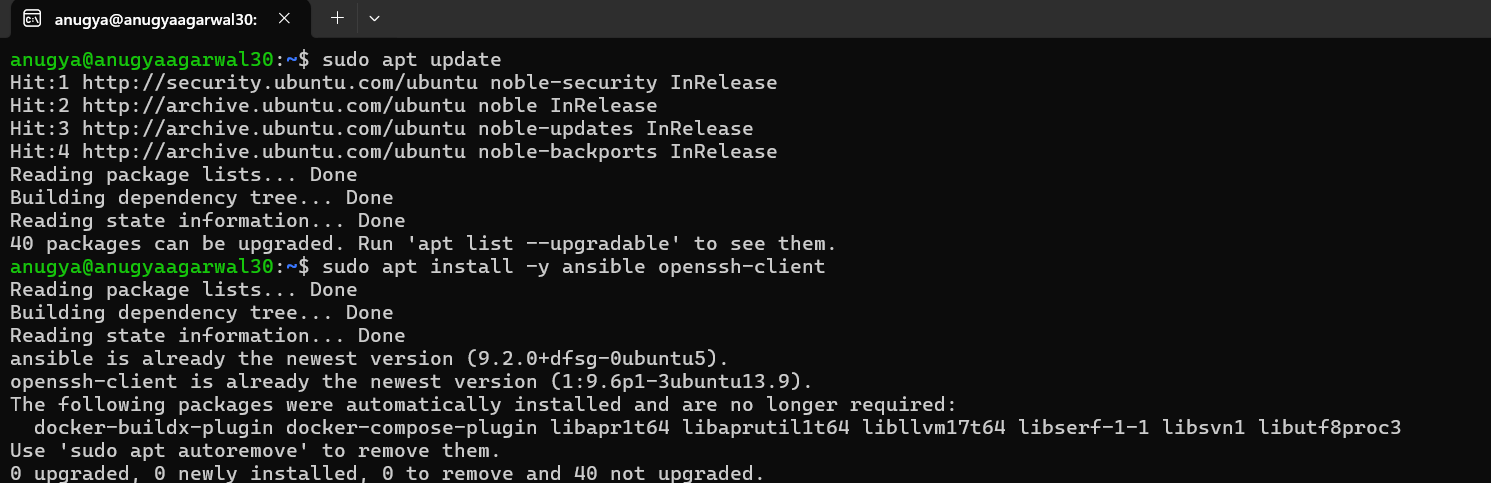 anugya@anugyaagarwal30:
anugya@anugyaagarwal30:~$ sudo apt update
Hit:1 http://security.ubuntu.com/ubuntu noble-security InRelease
Hit:2 http://archive.ubuntu.com/ubuntu noble InRelease
Hit:3 http://archive.ubuntu.com/ubuntu noble-updates InRelease
Hit:4 http://archive.ubuntu.com/ubuntu noble-backports InRelease
Reading package lists... Done
Building dependency tree... Done
Reading state information... Done
40 packages can be upgraded. Run 'apt list --upgradable' to see them.
anugya@anugyaagarwal30:~$ sudo apt install -y ansible openssh-client
Reading package lists... Done
Building dependency tree... Done
Reading state information... Done
ansible is already the newest version (9.2.0+dfsg-0ubuntu5).
openssh-client is already the newest version (1:9.6p1-3ubuntu13.9).
The following packages were automatically installed and are no longer required:
  docker-buildx-plugin docker-compose-plugin libapr1t64 libaprutil1t64 libllvm17t64 libserf-1-1 libsvn1 libutf8proc3
Use 'sudo apt autoremove' to remove them.
0 upgraded, 0 newly installed, 0 to remove and 40 not upgraded.